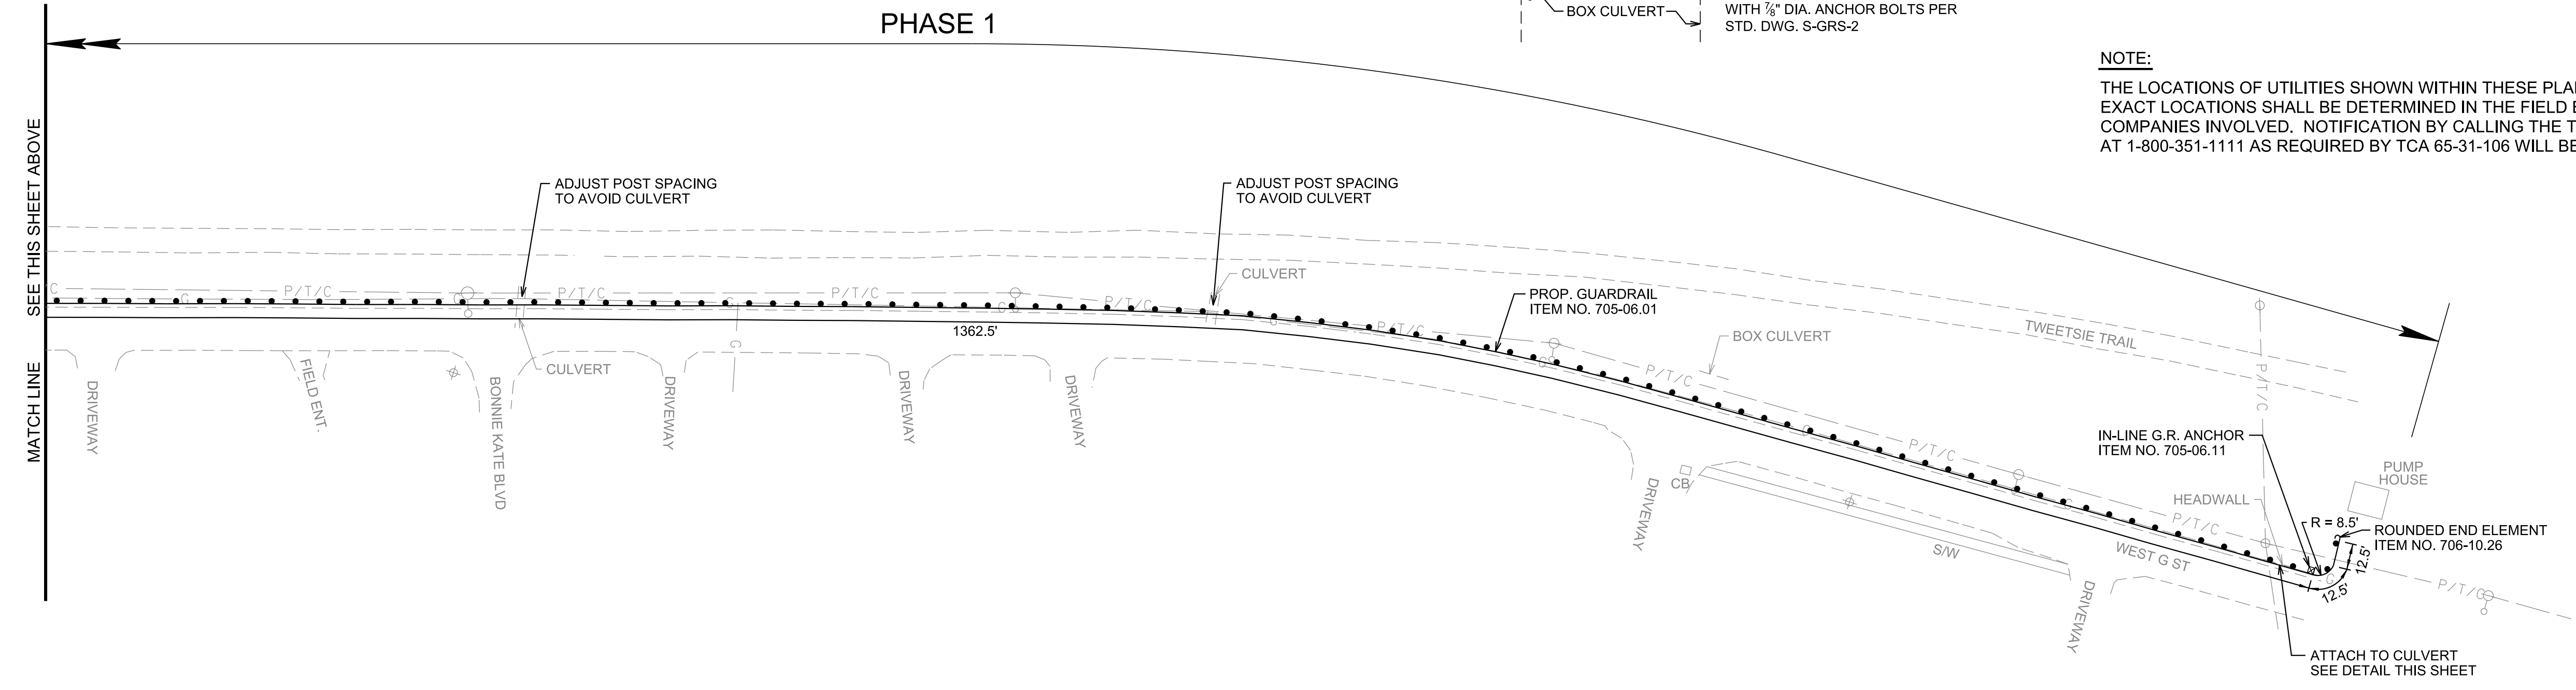 PHASE 1
BOX CULVERT
WITH ⅞" DIA. ANCHOR BOLTS PER
STD. DWG. S-GRS-2
NOTE:
THE LOCATIONS OF UTILITIES SHOWN WITHIN THESE
EXACT LOCATIONS SHALL BE DETERMINED IN THE FIELD
COMPANIES INVOLVED. NOTIFICATION BY CALLING THE
AT 1-800-351-1111 AS REQUIRED BY TCA 65-31-106 WILL
SEE THIS SHEET ABOVE
MATCH LINE
ADJUST POST SPACING
TO AVOID CULVERT
ADJUST POST SPACING
TO AVOID CULVERT
CULVERT
C
G
P/T/C
G
P/T/C
G
P/T/C
G
P/T/C
G
P/T/C
1362.5'
PROP. GUARDRAIL
ITEM NO. 705-06.01
BOX CULVERT
TWEETSIE TRAIL
CULVERT
G
DRIVEWAY
FIELD ENT.
BONNIE KATE BLVD
DRIVEWAY
DRIVEWAY
DRIVEWAY
G
P/T/C
G
P/T/C
G
P/T/C
P/T/C
IN-LINE G.R. ANCHOR
ITEM NO. 705-06.11
PUMP
HOUSE
CB
DRIVEWAY
HEADWALL
R = 8.5'
ROUNDED END ELEMENT
ITEM NO. 706-10.26
12.5'
12.5'
G
P/T/C
S/W
WEST G ST
DRIVEWAY
ATTACH TO CULVERT
SEE DETAIL THIS SHEET